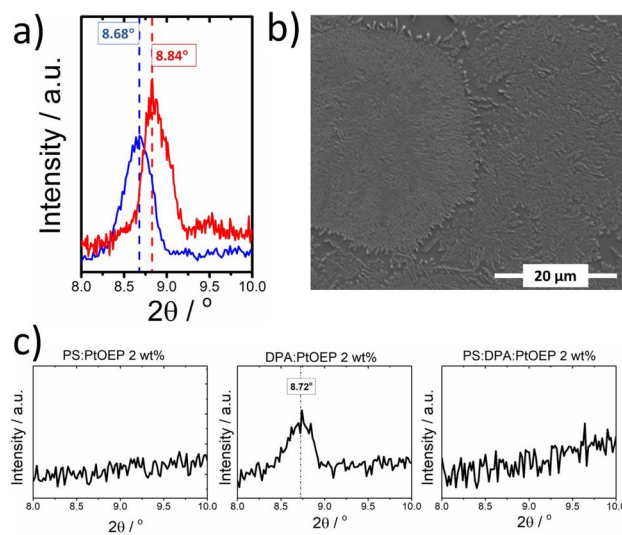 a)
8.68°
8.84°
Intensity / a.u.
8.0 8.5 9.0 9.5 10.0
2θ / °
b)
20 µm
c)
PS:PtOEP 2 wt%
Intensity / a.u.
8.0 8.5 9.0 9.5 10.0
2θ / °
DPA:PtOEP 2 wt%
8.72°
Intensity / a.u.
8.0 8.5 9.0 9.5 10.0
2θ / °
PS:DPA:PtOEP 2 wt%
Intensity / a.u.
8.0 8.5 9.0 9.5 10.0
2θ / °